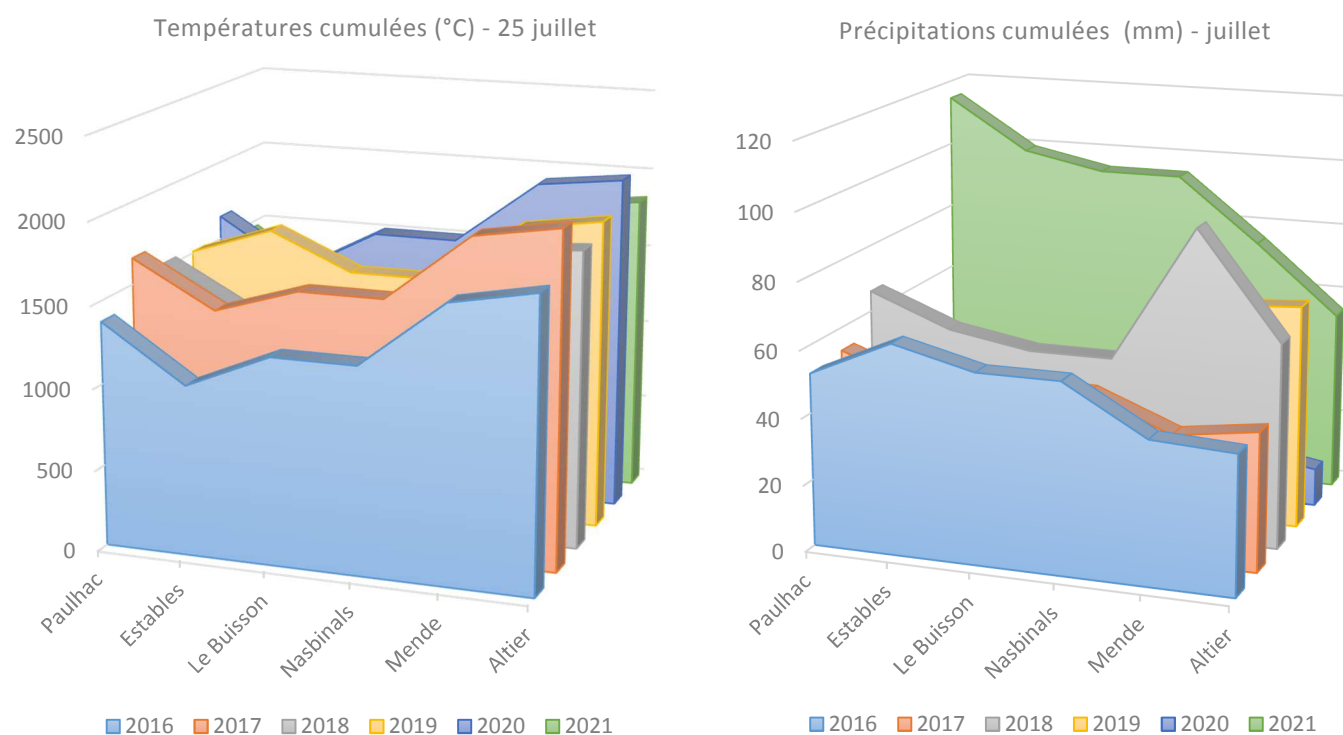 Températures cumulées (°C) - 25 juillet
2500
2000
1500
1000
500
0
Paulhac
Estables
Le Buisson
Nasbinals
Mende
Altier
2016 2017 2018 2019 2020 2021
Précipitations cumulées (mm) - juillet
120
100
80
60
40
20
0
Paulhac
Estables
Le Buisson
Nasbinals
Mende
Altier
2016 2017 2018 2019 2020 2021